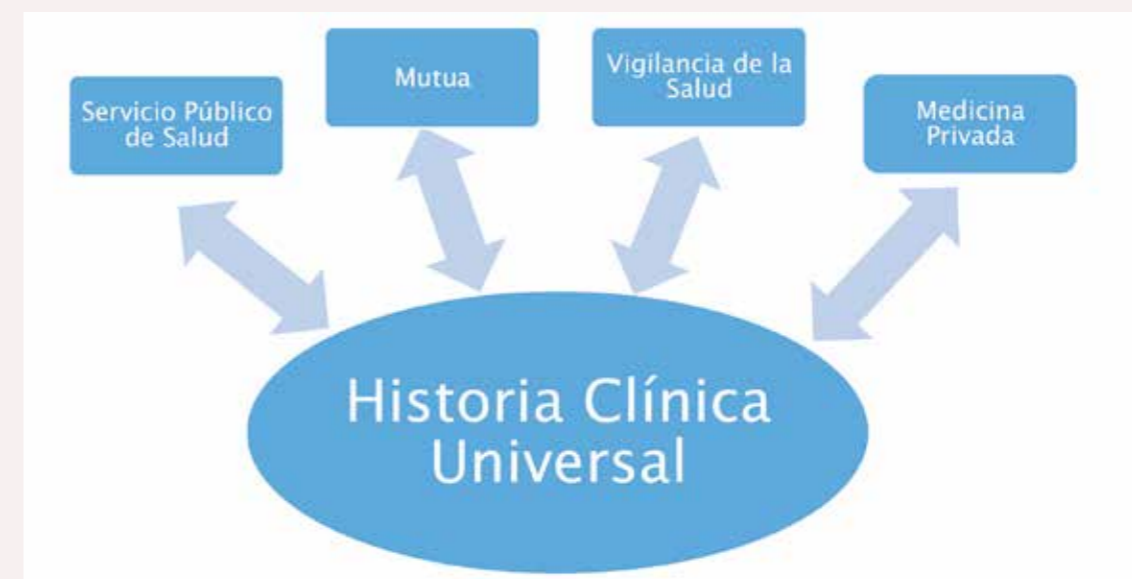 Servicio Público
de Salud
Mutua
Vigilancia de la
Salud
Medicina
Privada
Historia Clínica
Universal